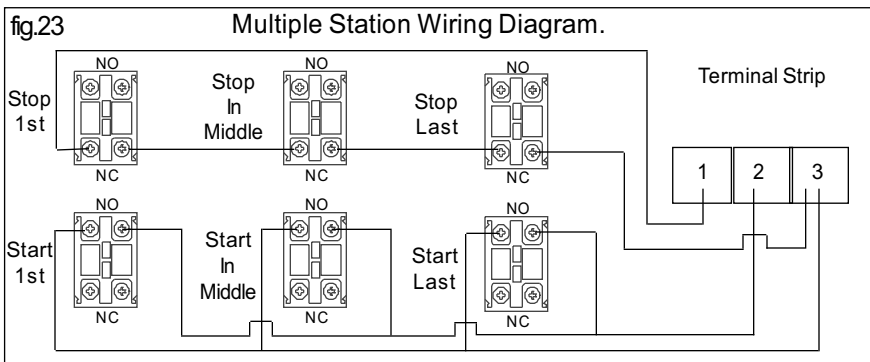 fig.23
Multiple Station Wiring Diagram.
NO
NO
NO
Stop
1st
Stop
In
Middle
Stop
Last
Terminal Strip
1
2
3
NC
NC
NC
NO
NO
NO
Start
1st
Start
In
Middle
Start
Last
NC
NC
NC